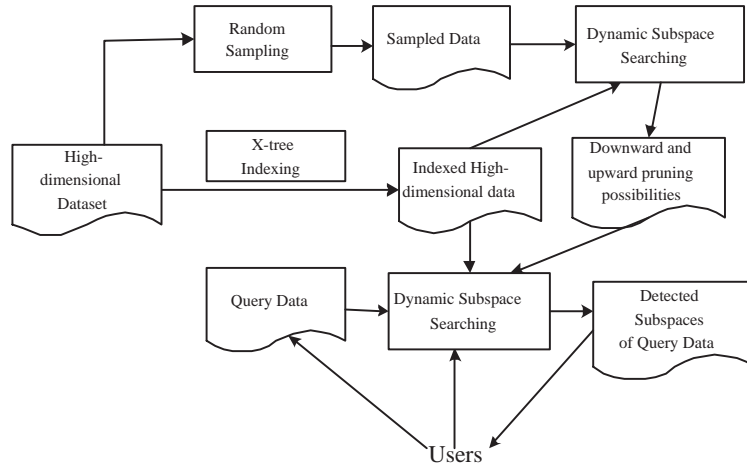 Random
Sampling
Sampled Data
Dynamic Subspace
Searching
High-
dimensional
Dataset
X-tree
Indexing
Indexed High-
dimensional data
Downward and
upward pruning
possibilities
Query Data
Dynamic Subspace
Searching
Detected
Subspaces
of Query Data
Users